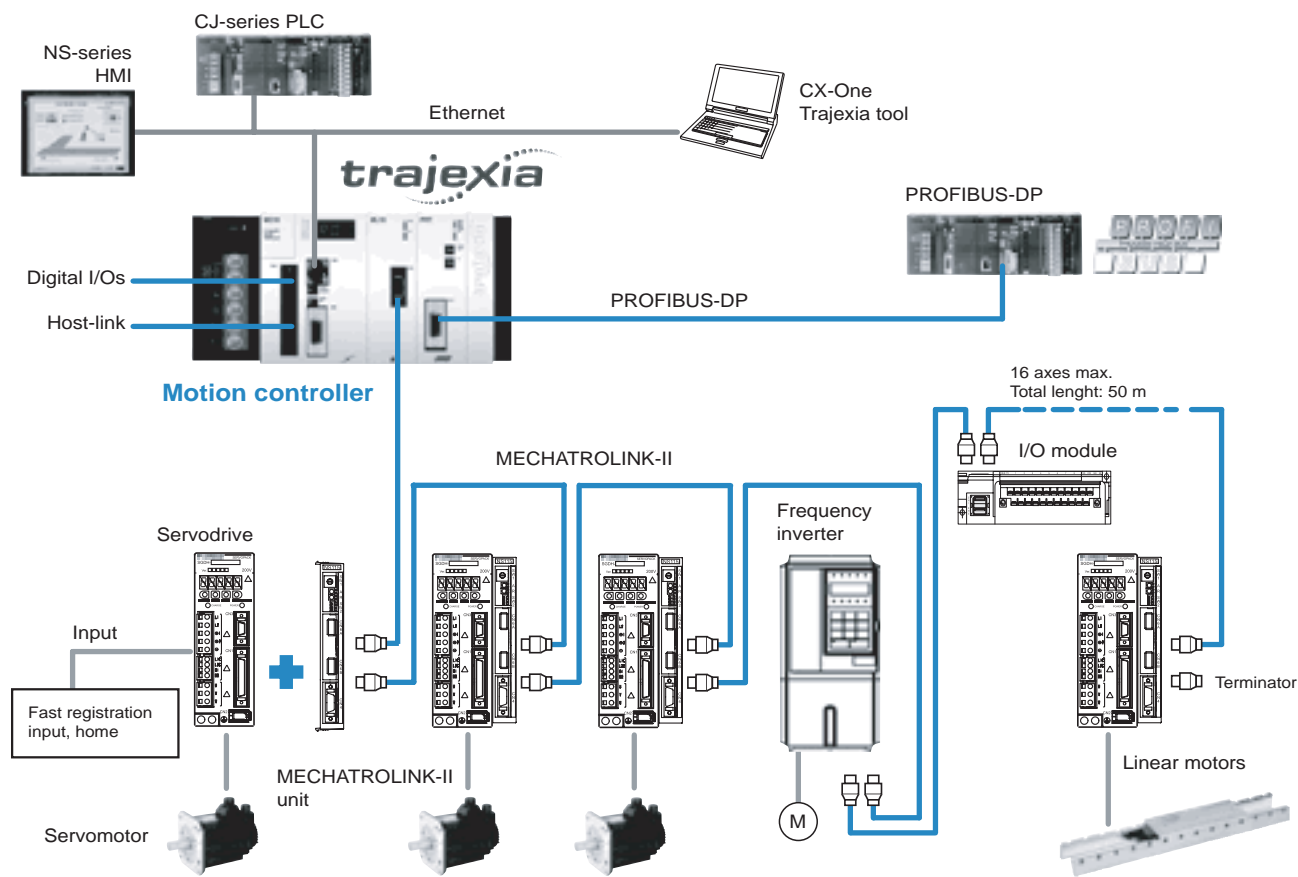 CJ-series PLC
NS-series
HMI
Ethernet
CX-One
Trajexia tool
trajexia
PROFIBUS-DP
Digital I/Os
Host-link
PROFIBUS-DP
Motion controller
16 axes max.
Total lenght: 50 m
I/O module
MECHATROLINK-II
Frequency
inverter
Servodrive
Input
Fast registration
input, home
Terminator
MECHATROLINK-II
unit
Linear motors
Servomotor
M